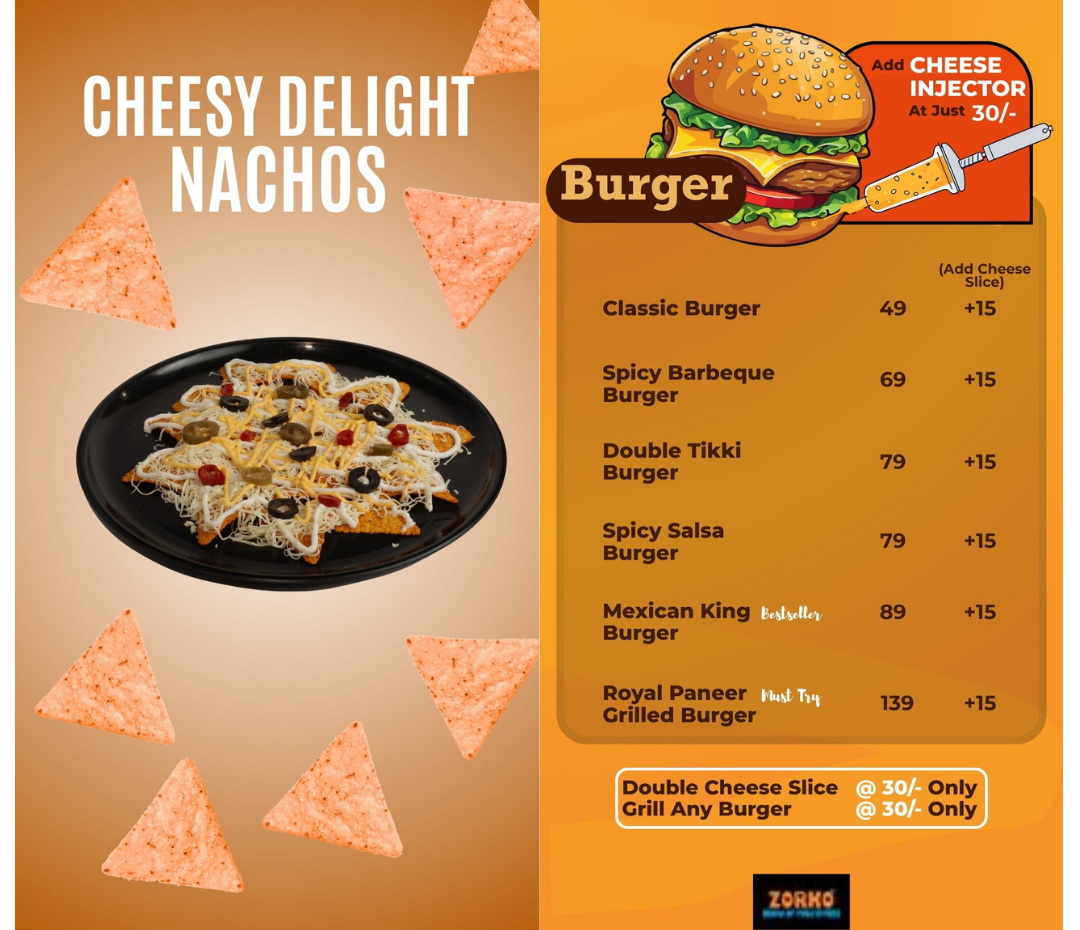 CHEESY DELIGHT
NACHOS
Add CHEESE
INJECTOR
At Just 30/-
Burger
(Add Cheese
Slice)
Classic Burger 49 +15
Spicy Barbeque
Burger 69 +15
Double Tikki
Burger 79 +15
Spicy Salsa
Burger 79 +15
Mexican King Bestseller
Burger 89 +15
Royal Paneer Must Try
Grilled Burger 139 +15
Double Cheese Slice @ 30/- Only
Grill Any Burger @ 30/- Only
ZORKO